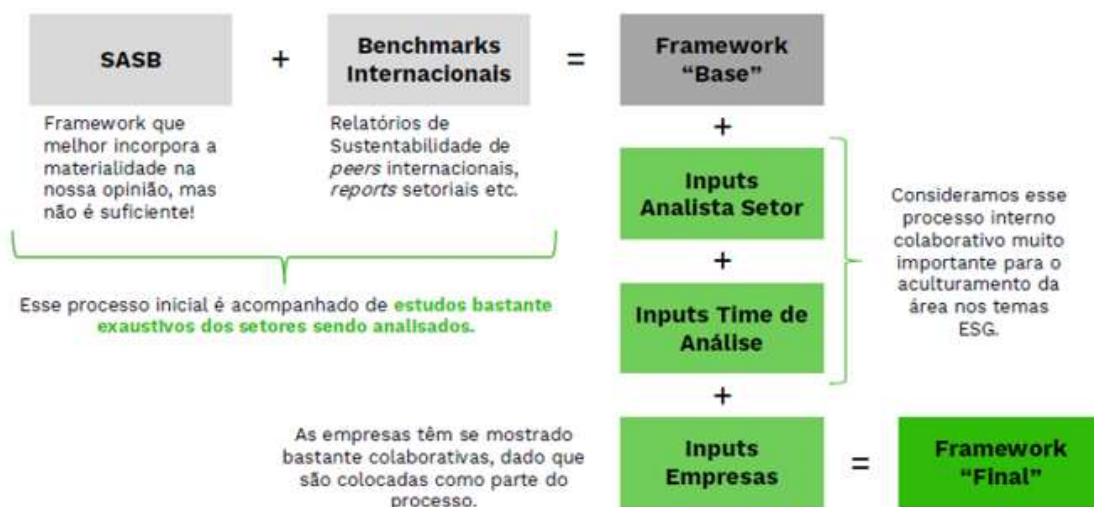 SASB
+
Benchmarks
Internacionais
=
Framework
“Base”
Framework que
melhor incorpora a
materialidade na
nossa opinião, mas
não é suficiente!
Relatórios de
Sustentabilidade de
peers internacionais,
reports setoriais etc.
+
Inputs
Analista Setor
+
Inputs Time de
Análise
Consideramos esse
processo interno
colaborativo muito
importante para o
aculturamento da
área nos temas
ESG.
Esse processo inicial é acompanhado de estudos bastante
exaustivos dos setores sendo analisados.
+
As empresas têm se mostrado
bastante colaborativas, dado que
são colocadas como parte do
processo.
Inputs
Empresas
=
Framework
“Final”